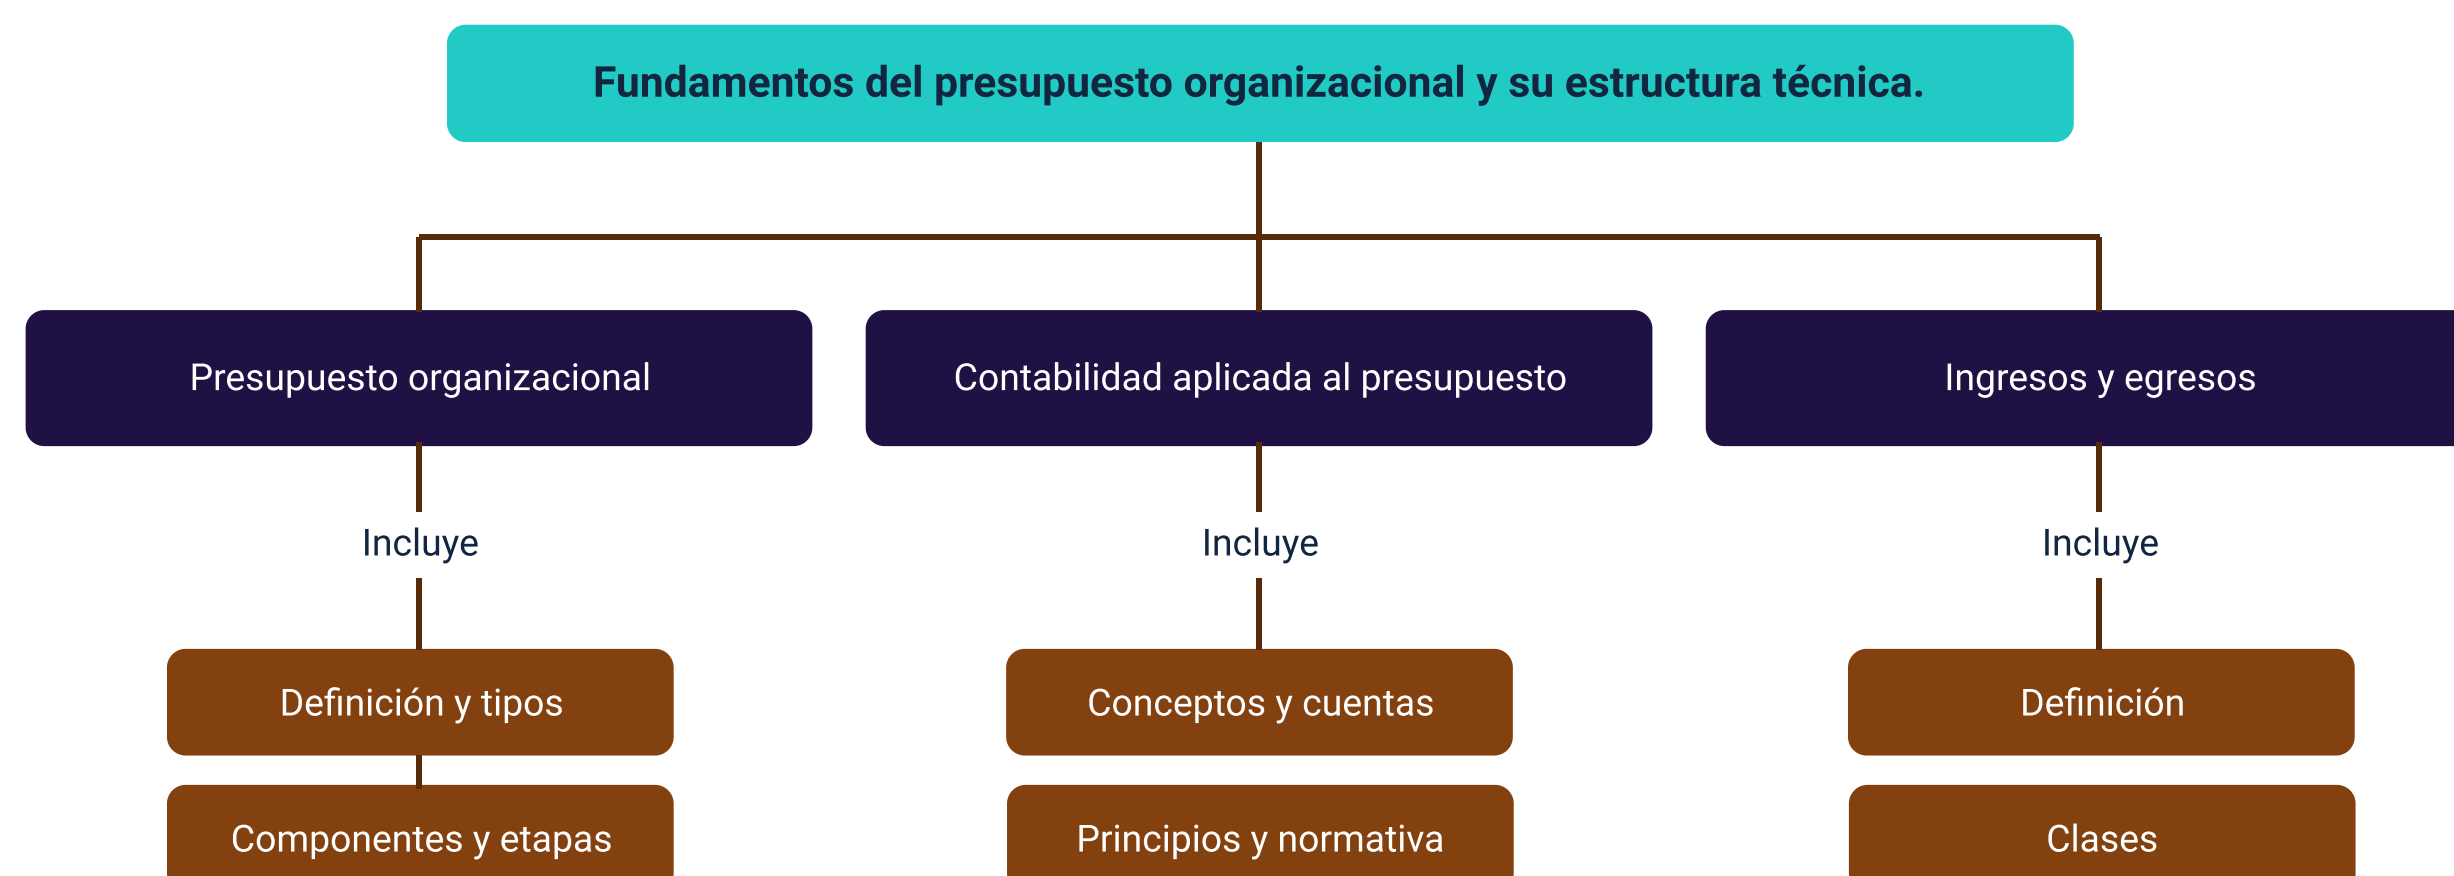 Fundamentos del presupuesto organizacional y su estructura técnica.
Presupuesto organizacional
Contabilidad aplicada al presupuesto
Ingresos y egresos
Incluye
Incluye
Incluye
Definición y tipos
Conceptos y cuentas
Definición
Componentes y etapas
Principios y normativa
Clases